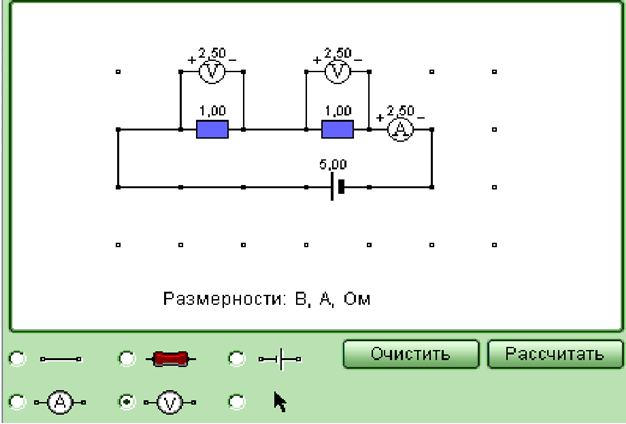 + 2,50 − + 2,50 −
V V
1,00 1,00 + 2,50 −
A
5,00
Размерности: В, А, Ом
Очистить Рассчитать
A V